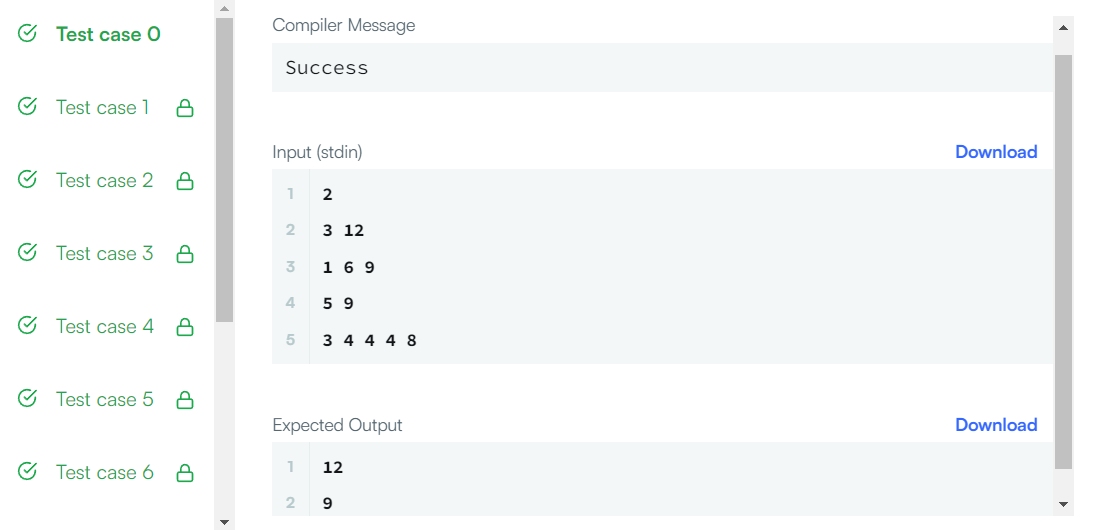 Test case 0
Test case 1
Test case 2
Test case 3
Test case 4
Test case 5
Test case 6
Compiler Message
Success
Input (stdin)
Download
1 2
2 3 12
3 1 6 9
4 5 9
5 3 4 4 4 8
Expected Output
Download
1 12
2 9